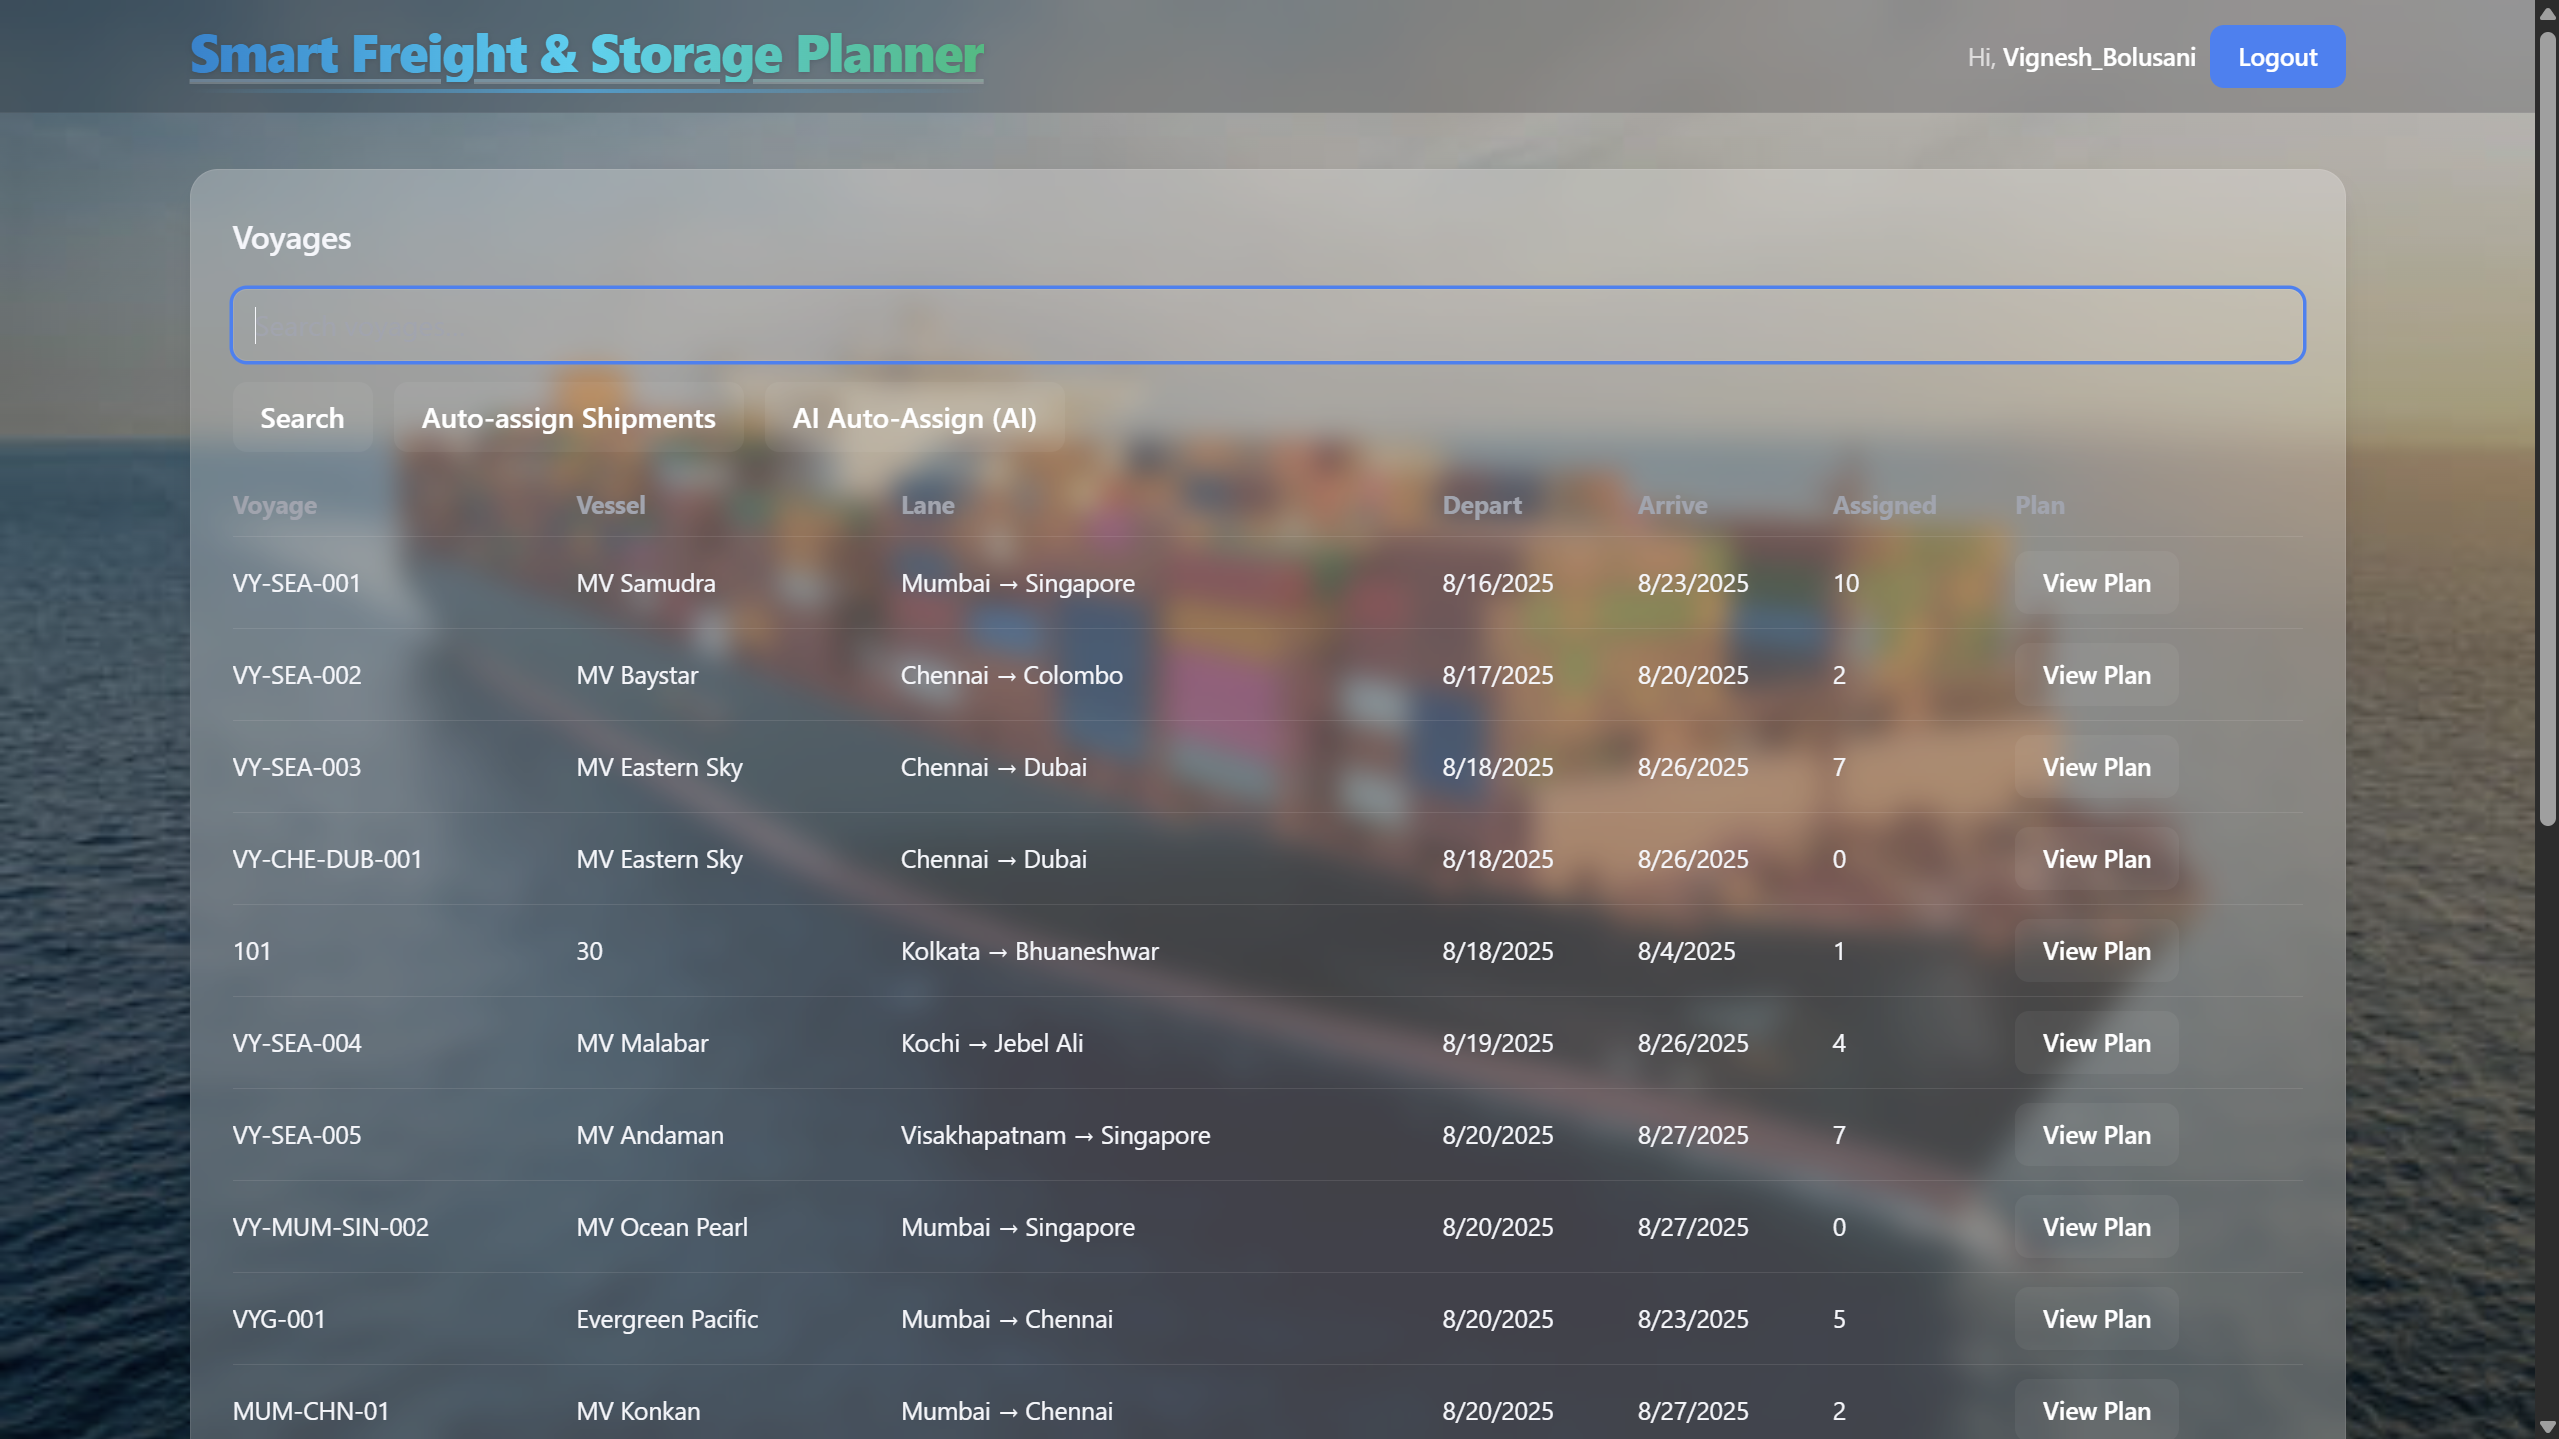 Smart Freight & Storage Planner
Hi, Vignesh_Bolusani Logout
Voyages
Search Auto-assign Shipments AI Auto-Assign (AI)
Voyage Vessel Lane Depart Arrive Assigned Plan
VY-SEA-001 MV Samudra Mumbai → Singapore 8/16/2025 8/23/2025 10 View Plan
VY-SEA-002 MV Baystar Chennai → Colombo 8/17/2025 8/20/2025 2 View Plan
VY-SEA-003 MV Eastern Sky Chennai → Dubai 8/18/2025 8/26/2025 7 View Plan
VY-CHE-DUB-001 MV Eastern Sky Chennai → Dubai 8/18/2025 8/26/2025 0 View Plan
101 30 Kolkata → Bhuaneshwar 8/18/2025 8/4/2025 1 View Plan
VY-SEA-004 MV Malabar Kochi → Jebel Ali 8/19/2025 8/26/2025 4 View Plan
VY-SEA-005 MV Andaman Visakhapatnam → Singapore 8/20/2025 8/27/2025 7 View Plan
VY-MUM-SIN-002 MV Ocean Pearl Mumbai → Singapore 8/20/2025 8/27/2025 0 View Plan
VYG-001 Evergreen Pacific Mumbai → Chennai 8/20/2025 8/23/2025 5 View Plan
MUM-CHN-01 MV Konkan Mumbai → Chennai 8/20/2025 8/27/2025 2 View Plan